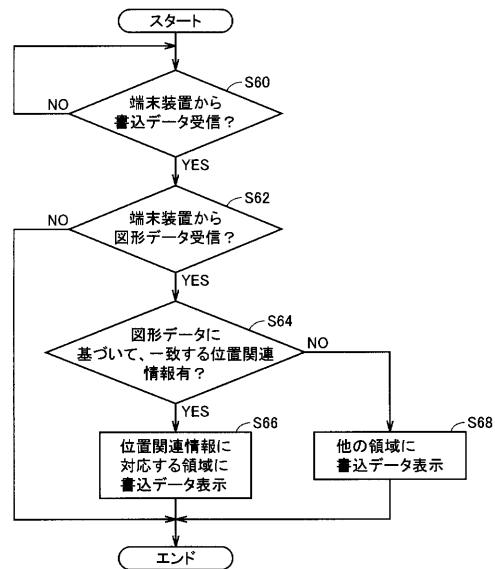 スタート
S60
端末装置から
書込データ受信？
NO
YES
S62
端末装置から
図形データ受信？
NO
YES
S64
図形データに
基づいて、一致する位置関連
情報有？
NO
YES
S66
位置関連情報に
対応する領域に
書込データ表示
S68
他の領域に
書込データ表示
エンド